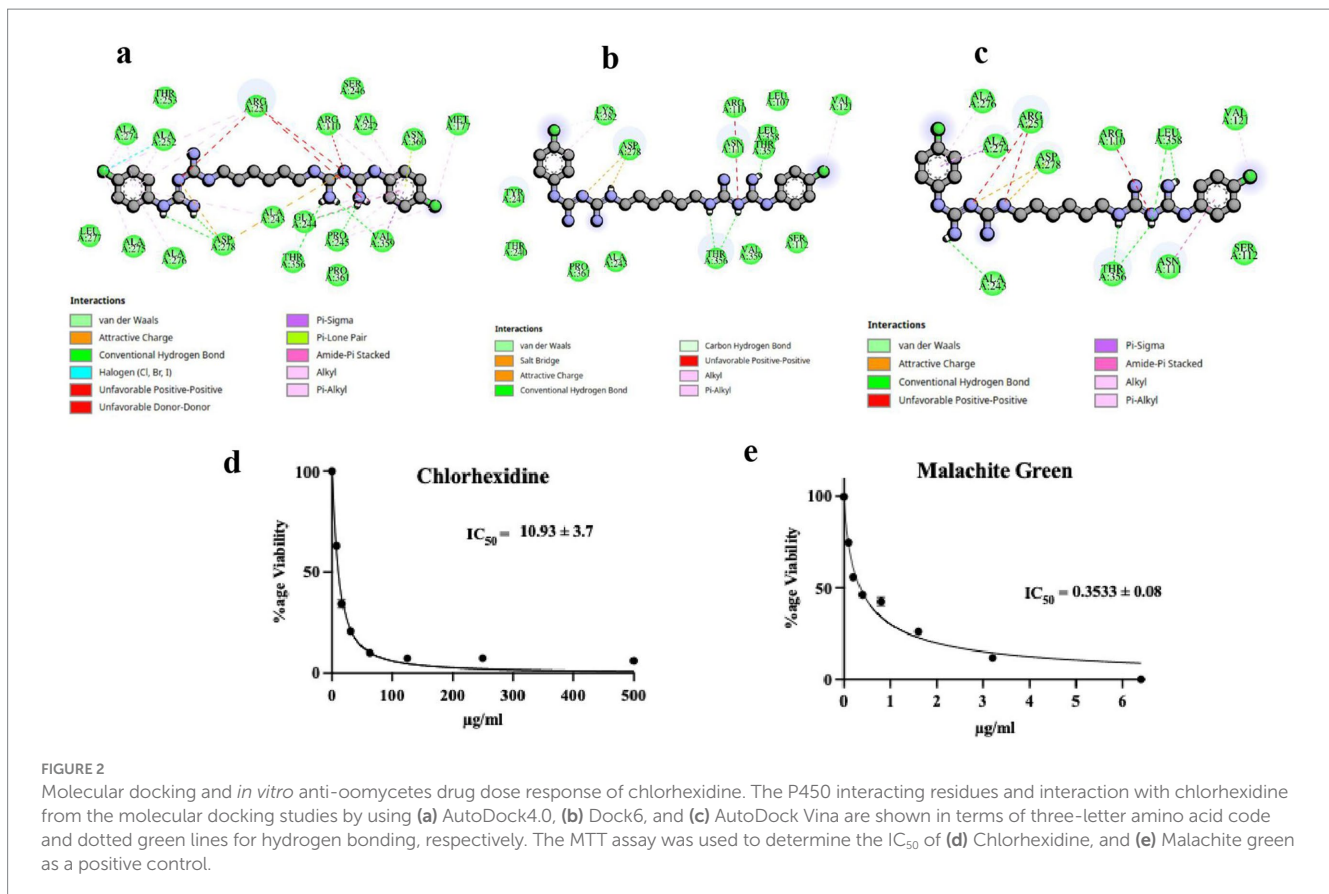 a
THR
A:253
ARG
A:251
SER
A:246
ALA
A:274
ALA
A:252
ARG
A:110
VAL
A:242
ASN
A:360
MET
A:177
LEU
A:277
ALA
A:275
ALA
A:276
ASP
A:278
ALA
A:243
GLY
A:244
THR
A:356
PRO
A:245
PRO
A:361
VAL
A:359
Interactions
van der Waals
Attractive Charge
Conventional Hydrogen Bond
Halogen (Cl, Br, I)
Unfavorable Positive-Positive
Unfavorable Donor-Donor
Pi-Sigma
Pi-Lone Pair
Amide-Pi Stacked
Alkyl
Pi-Alkyl
b
LYS
A:282
ASP
A:278
ARG
A:110
LEU
A:107
VAL
A:121
ASN
A:111
LEU
A:358
THR
TYR
A:241
THR
A:240
PRO
A:361
ALA
A:243
THR
A:356
VAL
A:359
SER
A:112
Interactions
van der Waals
Salt Bridge
Attractive Charge
Conventional Hydrogen Bond
Carbon Hydrogen Bond
Unfavorable Positive-Positive
Alkyl
Pi-Alkyl
c
ALA
A:276
ARG
A:251
ALA
A:274
ASP
A:278
ARG
A:110
LEU
A:358
VAL
A:121
ALA
A:243
THR
A:356
ASN
A:111
SER
A:112
Interactions
van der Waals
Attractive Charge
Conventional Hydrogen Bond
Unfavorable Positive-Positive
Pi-Sigma
Amide-Pi Stacked
Alkyl
Pi-Alkyl
d
Chlorhexidine
IC50 = 10.93 ± 3.7
%age Viability
100
50
0
0 100 200 300 400 500
µg/ml
e
Malachite Green
IC50 = 0.3533 ± 0.08
%age Viability
100
50
0
0 1 2 3 4 5 6
µg/ml
FIGURE 2
Molecular docking and in vitro anti-oomycetes drug dose response of chlorhexidine. The P450 interacting residues and interaction with chlorhexidine
from the molecular docking studies by using (a) AutoDock4.0, (b) Dock6, and (c) AutoDock Vina are shown in terms of three-letter amino acid code
and dotted green lines for hydrogen bonding, respectively. The MTT assay was used to determine the IC50 of (d) Chlorhexidine, and (e) Malachite green
as a positive control.